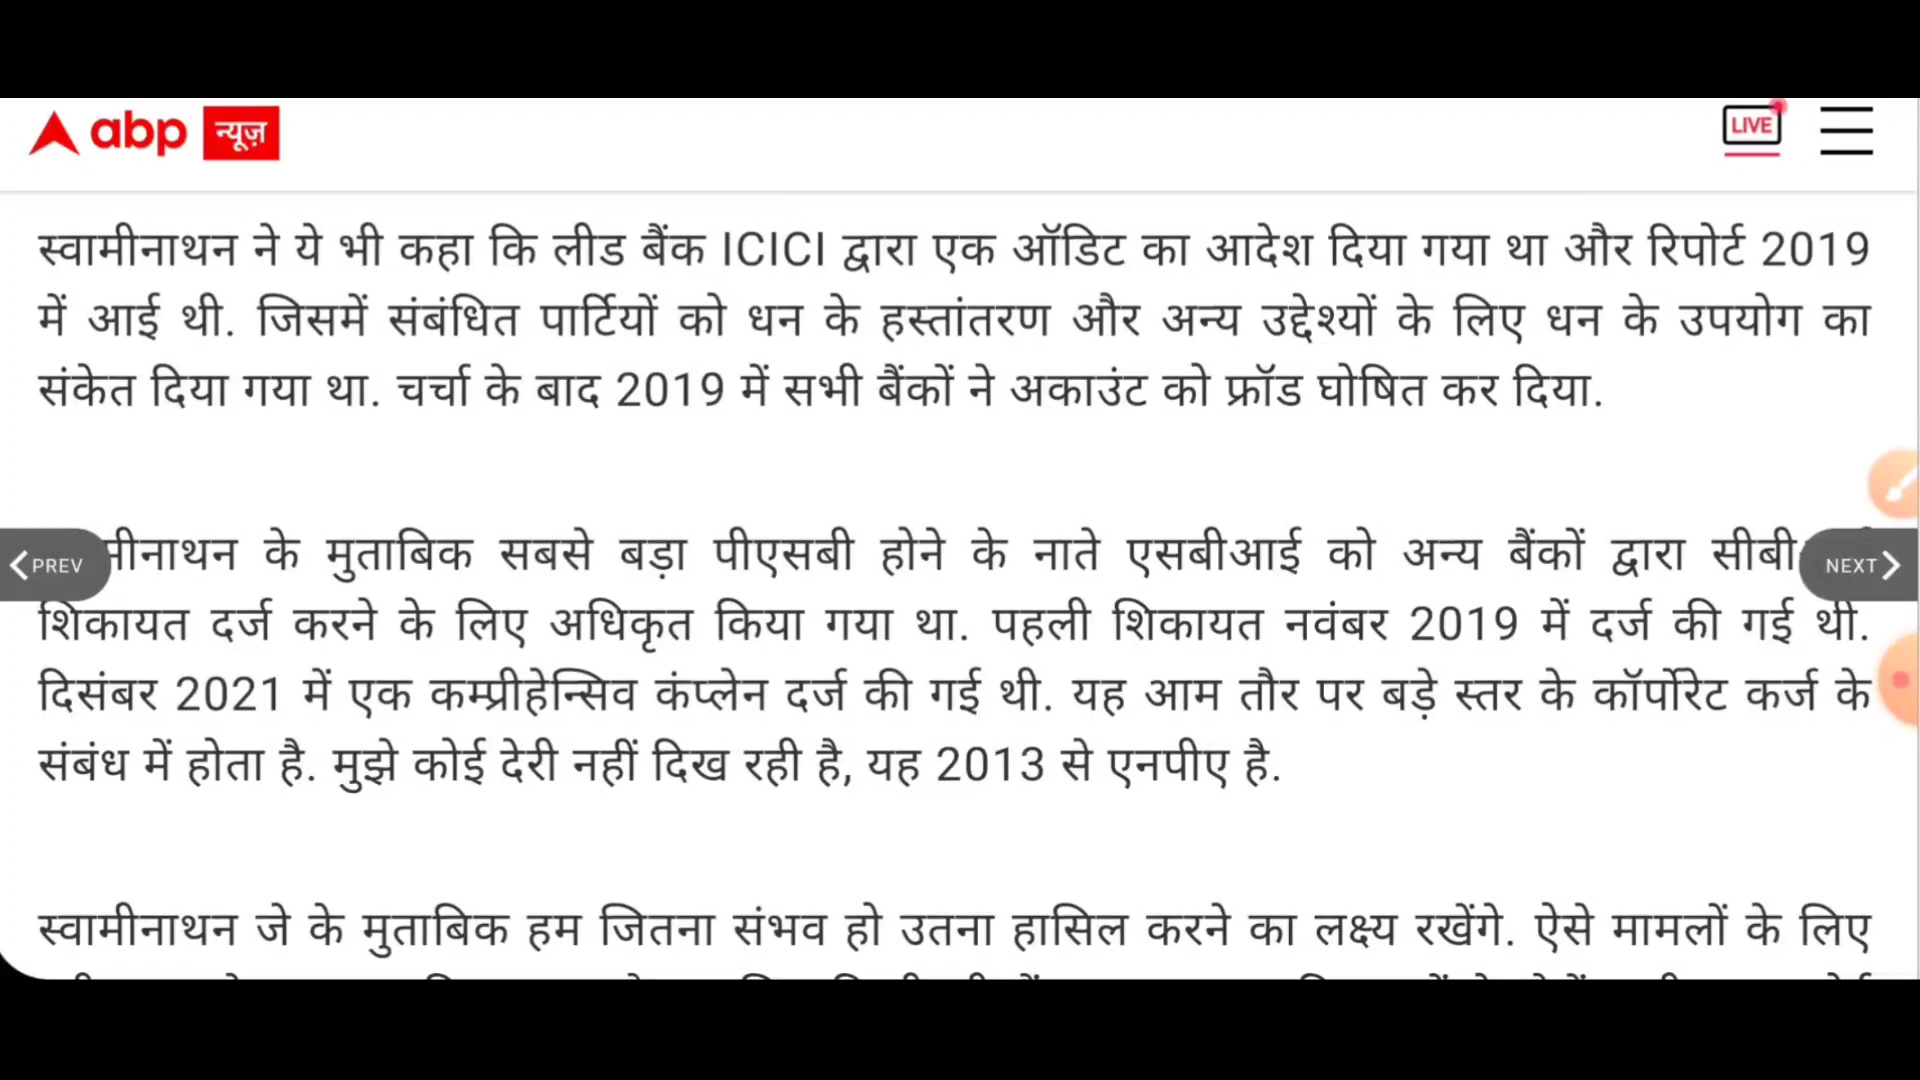 abp न्यूज़
LIVE
स्वामीनाथन ने ये भी कहा कि लीड बैंक ICICI द्वारा एक ऑडिट का आदेश दिया गया था और रिपोर्ट 2019
में आई थी. जिसमें संबंधित पार्टियों को धन के हस्तांतरण और अन्य उद्देश्यों के लिए धन के उपयोग का
संकेत दिया गया था. चर्चा के बाद 2019 में सभी बैंकों ने अकाउंट को फ्रॉड घोषित कर दिया.
के मुताबिक सबसे बड़ा पीएसबी होने के नाते एसबीआई को अन्य बैंकों द्वारा
PREV
NEXT
शिकायत दर्ज करने के लिए अधिकृत किया गया था. पहली शिकायत नवंबर 2019 में दर्ज की गई थी.
दिसंबर 2021 में एक कम्प्रीहेन्सिव कंप्लेन दर्ज की गई थी. यह आम तौर पर बड़े स्तर के कॉर्पोरेट कर्ज के
संबंध में होता है. मुझे कोई देरी नहीं दिख रही है, यह 2013 से एनपीए है.
स्वामीनाथन जे के मुताबिक हम जितना संभव हो उतना हासिल करने का लक्ष्य रखेंगे. ऐसे मामलों के लिए